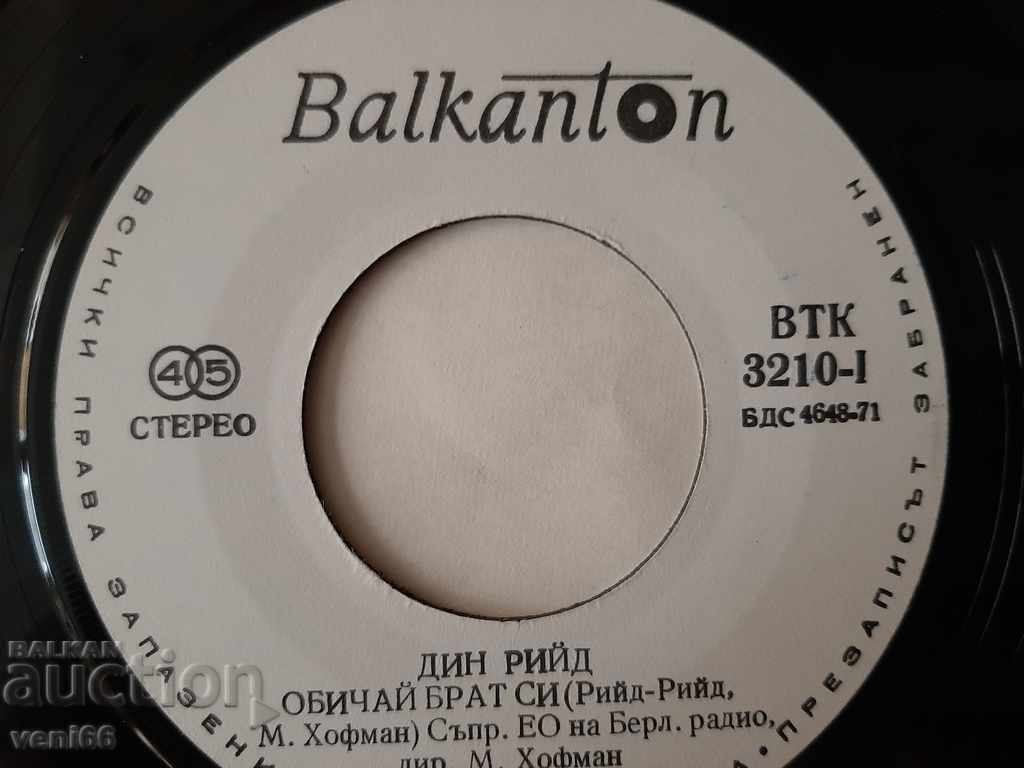 Balkanton
ВСИЧКИ ПРАВА ЗАПАЗЕНИ
ПРЕЗАПИСЪТ ЗАБРАНЕН
45
СТЕРЕО
ВТК
3210-I
БДС 4648-71
ДИН РИЙД
ОБИЧАЙ БРАТ СИ (Рийд-Рийд,
М. Хофман) Съпр. ЕО на Берл. радио,
дир. М. Хофман
BALKAN
auction
veni66